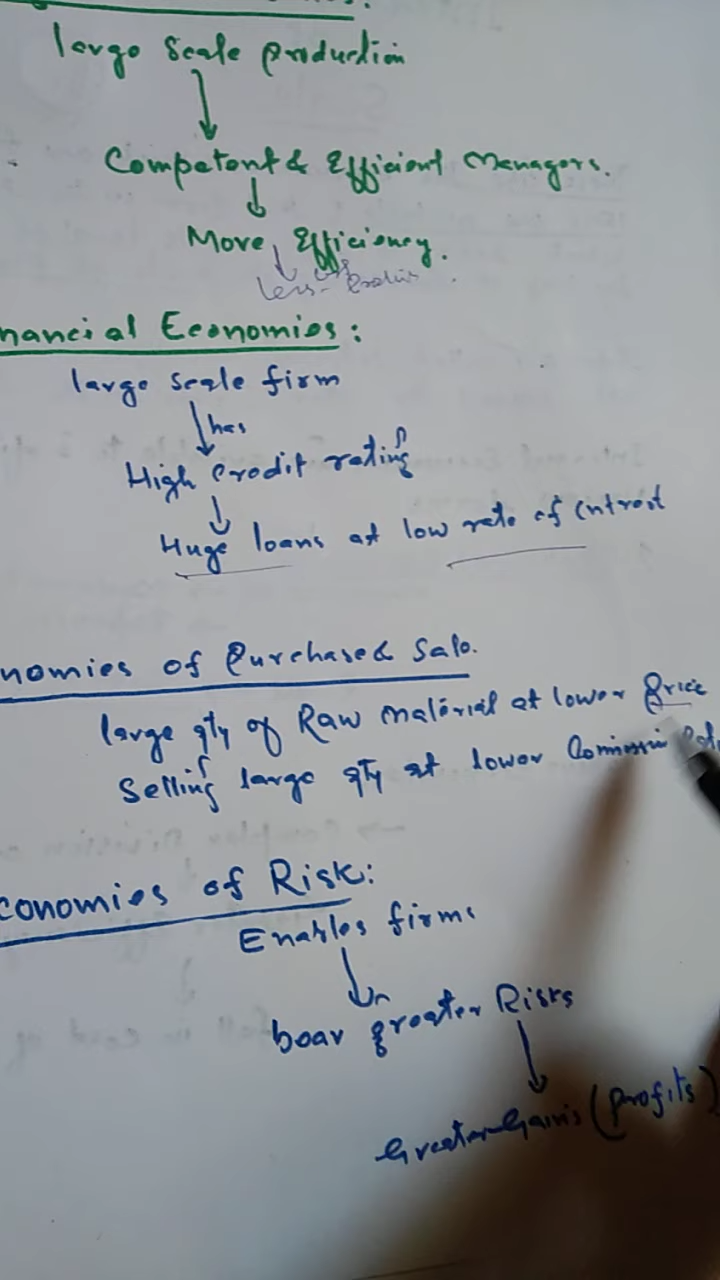 large Scale production
Competent & Efficient Managers.
More Efficiency.
less
nancial Economies:
large scale firm
has
High Credit rating
Huge loans at low rate of intrest
nomies of Purchase & Sale.
large qty of Raw material at lower Price
Selling large qty at lower
conomies of Risk:
Enables firms
bear greater Risks
Greater Gains (profits)